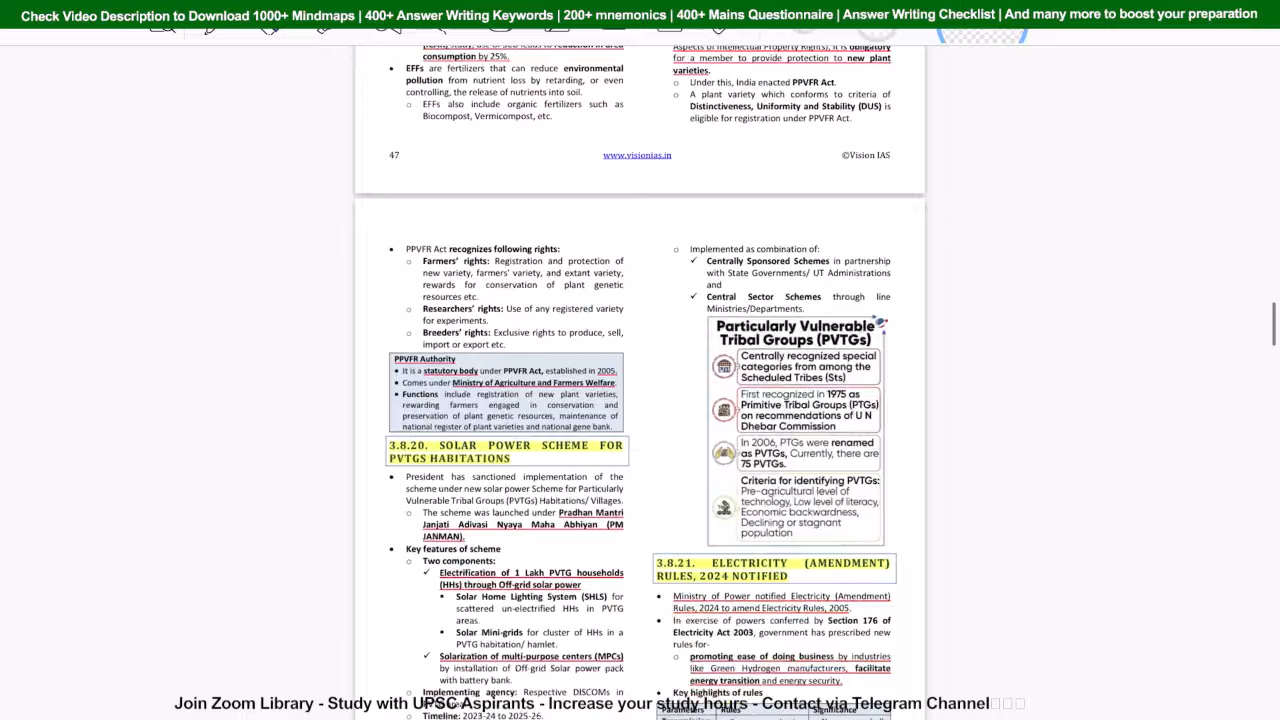 Check Video Description to Download 1000+ Mindmaps | 400+ Answer Writing Keywords | 200+ mnemonics | 400+ Mains Questionnaire | Answer Writing Checklist | And many more to boost your preparation
consumption by 25%.
• EFFs are fertilizers that can reduce environmental
pollution from nutrient loss by retarding, or even
controlling, the release of nutrients into soil.
o EFFs also include organic fertilizers such as
Biocompost, Vermicompost, etc.
Aspects of Intellectual Property Rights), it is obligatory
for a member to provide protection to new plant
varieties.
o Under this, India enacted PPVFR Act.
o A plant variety which conforms to criteria of
Distinctiveness, Uniformity and Stability (DUS) is
eligible for registration under PPVFR Act.
47
www.visionias.in
©Vision IAS
• PPVFR Act recognizes following rights:
o Farmers' rights: Registration and protection of
new variety, farmers' variety, and extant variety,
rewards for conservation of plant genetic
resources etc.
o Researchers' rights: Use of any registered variety
for experiments.
o Breeders' rights: Exclusive rights to produce, sell,
import or export etc.
PPVFR Authority
• It is a statutory body under PPVFR Act, established in 2005.
• Comes under Ministry of Agriculture and Farmers Welfare.
• Functions include registration of new plant varieties,
rewarding farmers engaged in conservation and
preservation of plant genetic resources, maintenance of
national register of plant varieties and national gene bank.
3.8.20. SOLAR POWER SCHEME FOR
PVTGS HABITATIONS
• President has sanctioned implementation of the
scheme under new solar power Scheme for Particularly
Vulnerable Tribal Groups (PVTGs) Habitations/ Villages.
o The scheme was launched under Pradhan Mantri
Janjati Adivasi Nyaya Maha Abhiyan (PM
JANMAN).
• Key features of scheme
o Two components:
✓ Electrification of 1 Lakh PVTG households
(HHs) through Off-grid solar power
▪ Solar Home Lighting System (SHLS) for
scattered un-electrified HHs in PVTG
areas.
▪ Solar Mini-grids for cluster of HHs in a
PVTG habitation/ hamlet.
✓ Solarization of multi-purpose centers (MPCs)
by installation of Off-grid Solar power pack
with battery bank.
o Implementing agency: Respective DISCOMs in
o Timeline: 2023-24 to 2025-26.
o Implemented as combination of:
✓ Centrally Sponsored Schemes in partnership
with State Governments/ UT Administrations
and
✓ Central Sector Schemes through line
Ministries/Departments.
Particularly Vulnerable
Tribal Groups (PVTGs)
Centrally recognized special
categories from among the
Scheduled Tribes (Sts)
First recognized in 1975 as
Primitive Tribal Groups (PTGs)
on recommendations of U N
Dhebar Commission
In 2006, PTGs were renamed
as PVTGs, Currently, there are
75 PVTGs.
Criteria for identifying PVTGs:
Pre-agricultural level of
technology, Low level of literacy,
Economic backwardness,
Declining or stagnant
population
3.8.21. ELECTRICITY (AMENDMENT)
RULES, 2024 NOTIFIED
• Ministry of Power notified Electricity (Amendment)
Rules, 2024 to amend Electricity Rules, 2005.
• In exercise of powers conferred by Section 176 of
Electricity Act 2003, government has prescribed new
rules for-
o promoting ease of doing business by industries
like Green Hydrogen manufacturers, facilitate
energy transition and energy security.
• Key highlights of rules
Parameters Rules Significance
Join Zoom Library - Study with UPSC Aspirants - Increase your study hours - Contact via Telegram Channel